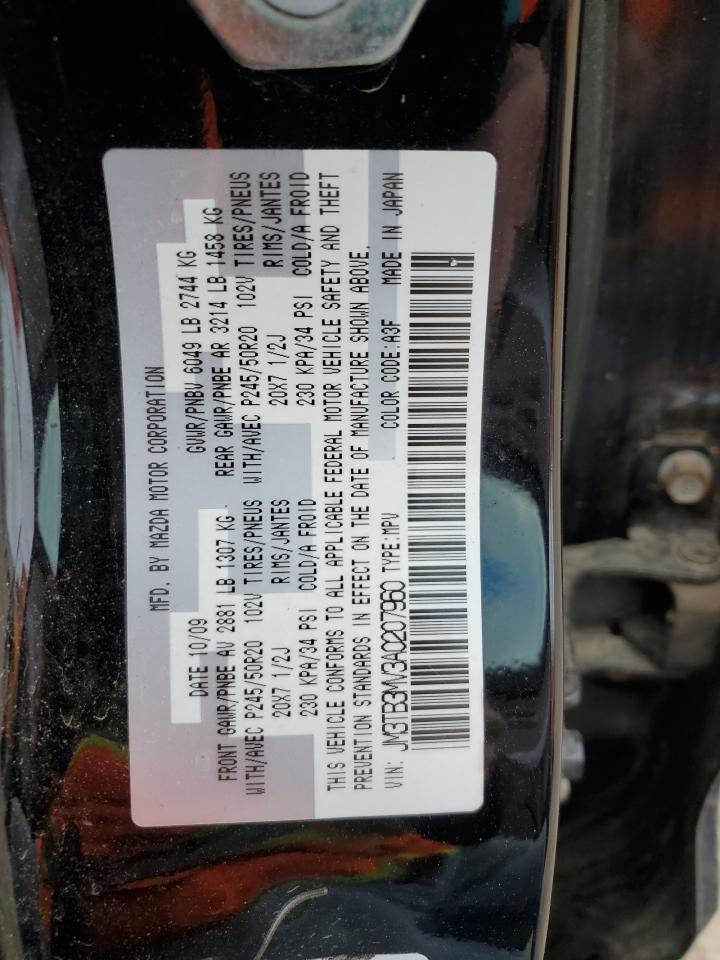 MFD. BY MAZDA MOTOR CORPORATION
DATE 10/09 GVWR/PNBV 6049 LB 2744 KG
FRONT GAWR/PNBE AV 2881 LB 1307 KG REAR GAWR/PNBE AR 3214 LB 1458 KG
WITH/AVEC P245/50R20 102V TIRES/PNEUS WITH/AVEC P245/50R20 102V TIRES/PNEUS
20X7 1/2J RIMS/JANTES 20X7 1/2J RIMS/JANTES
230 KPA/34 PSI COLD/A FROID 230 KPA/34 PSI COLD/A FROID
THIS VEHICLE CONFORMS TO ALL APPLICABLE FEDERAL MOTOR VEHICLE SAFETY AND THEFT
PREVENTION STANDARDS IN EFFECT ON THE DATE OF MANUFACTURE SHOWN ABOVE.
VIN: JM3TB3MV3A0207960 TYPE:MPV COLOR CODE:A3F MADE IN JAPAN